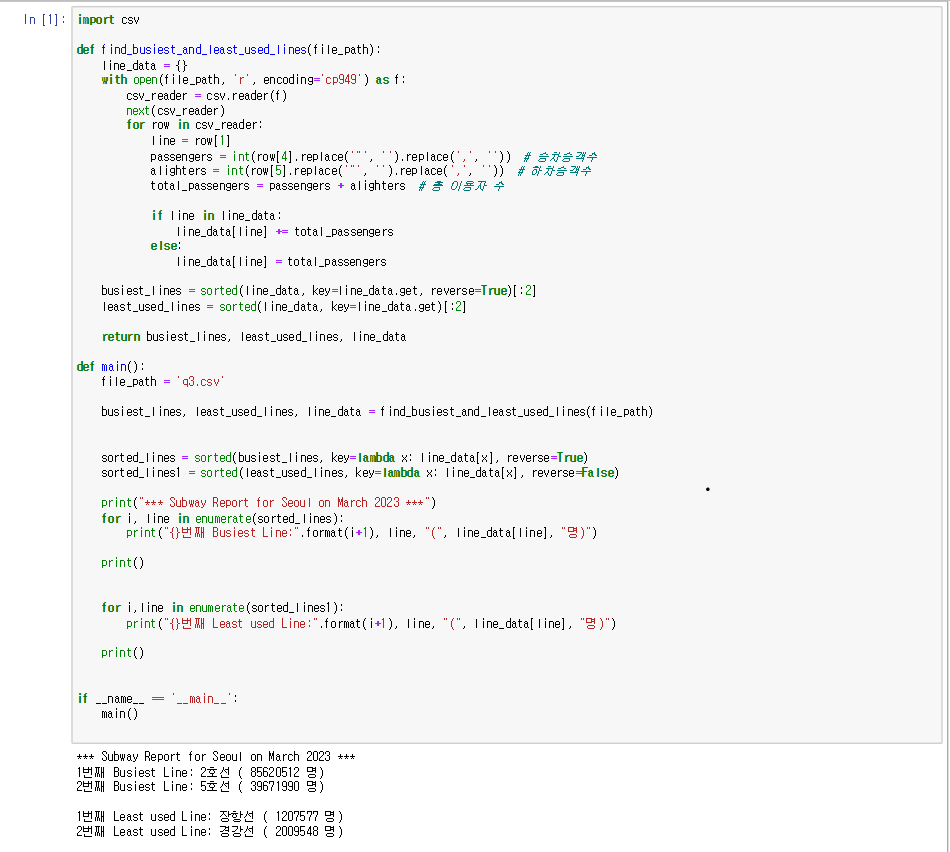 In [1]:
import csv
def find_busiest_and_least_used_lines(file_path):
    line_data = {}
    with open(file_path, 'r', encoding='cp949') as f:
        csv_reader = csv.reader(f)
        next(csv_reader)
        for row in csv_reader:
            line = row[1]
            passengers = int(row[4].replace('"', '').replace(',', ''))  # 승차승객수
            alighters = int(row[5].replace('"', '').replace(',', ''))  # 하차승객수
            total_passengers = passengers + alighters  # 총 이용자 수
            if line in line_data:
                line_data[line] += total_passengers
            else:
                line_data[line] = total_passengers
    busiest_lines = sorted(line_data, key=line_data.get, reverse=True)[:2]
    least_used_lines = sorted(line_data, key=line_data.get)[:2]
    return busiest_lines, least_used_lines, line_data
def main():
    file_path = 'q3.csv'
    busiest_lines, least_used_lines, line_data = find_busiest_and_least_used_lines(file_path)
    sorted_lines = sorted(busiest_lines, key=lambda x: line_data[x], reverse=True)
    sorted_lines1 = sorted(least_used_lines, key=lambda x: line_data[x], reverse=False)
    print("*** Subway Report for Seoul on March 2023 ***")
    for i, line in enumerate(sorted_lines):
        print("{}번째 Busiest Line:".format(i+1), line, "(", line_data[line], "명)")
    print()
    for i,line in enumerate(sorted_lines1):
        print("{}번째 Least used Line:".format(i+1), line, "(", line_data[line], "명)")
    print()
if __name__ == '__main__':
    main()
*** Subway Report for Seoul on March 2023 ***
1번째 Busiest Line: 2호선 ( 85620512 명)
2번째 Busiest Line: 5호선 ( 39671990 명)
1번째 Least used Line: 장항선 ( 1207577 명)
2번째 Least used Line: 경강선 ( 2009548 명)